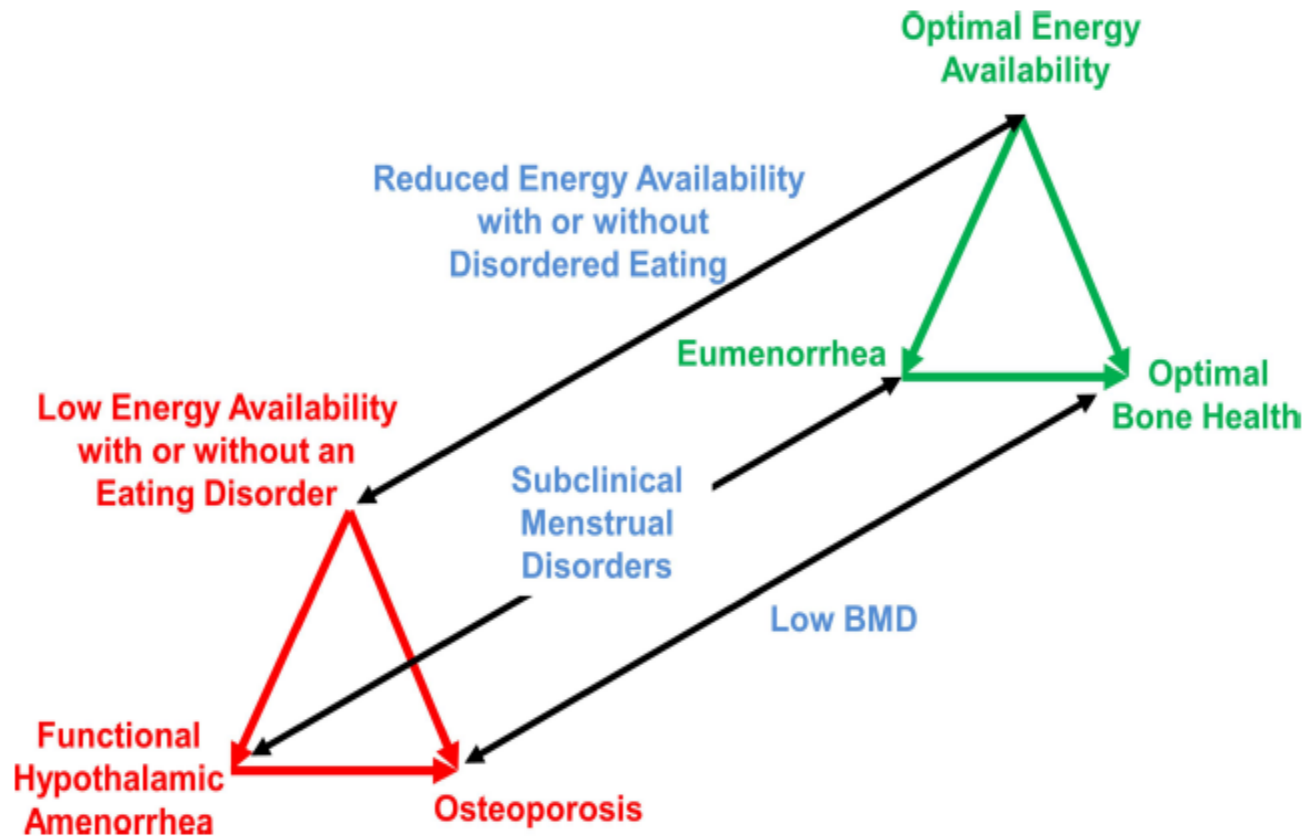 Optimal Energy
Availability
Reduced Energy Availability
with or without
Disordered Eating
Eumenorrhea
Optimal
Bone Health
Low Energy Availability
with or without an
Eating Disorder
Subclinical
Menstrual
Disorders
Low BMD
Functional
Hypothalamic
Amenorrhea
Osteoporosis